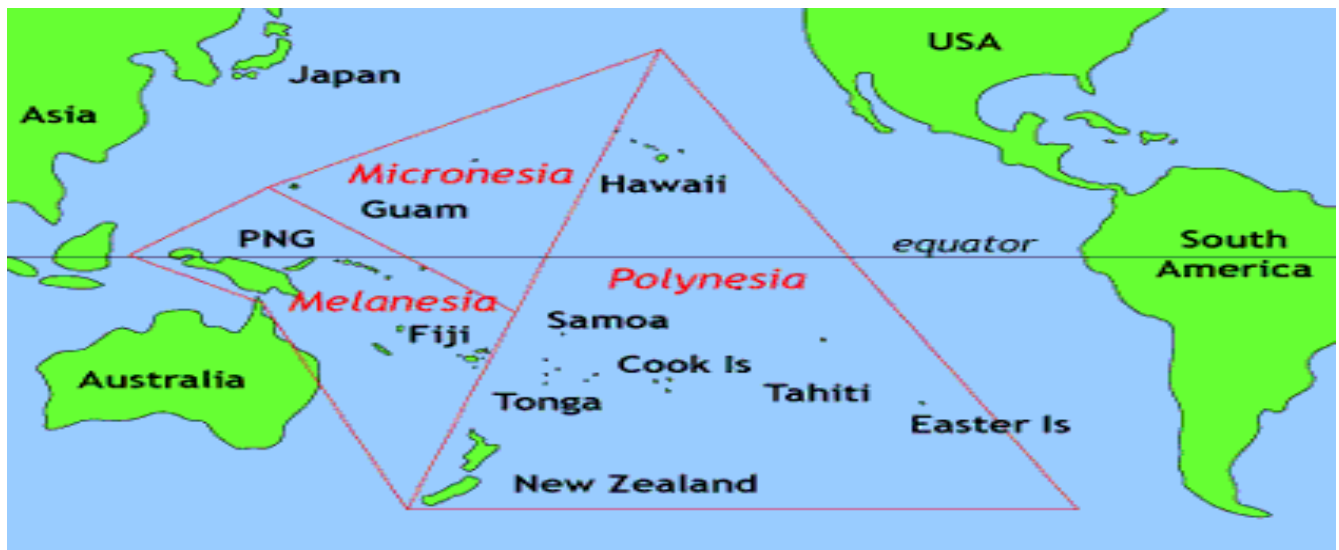 USA
Japan
Asia
Micronesia
Hawaii
Guam
PNG
equator
South
America
Polynesia
Melanesia
Samoa
Fiji
Cook Is
Australia
Tahiti
Tonga
Easter Is
New Zealand